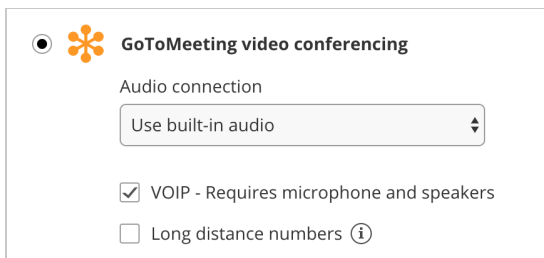 GoToMeeting video conferencing
Audio connection
Use built-in audio
VOIP - Requires microphone and speakers
Long distance numbers